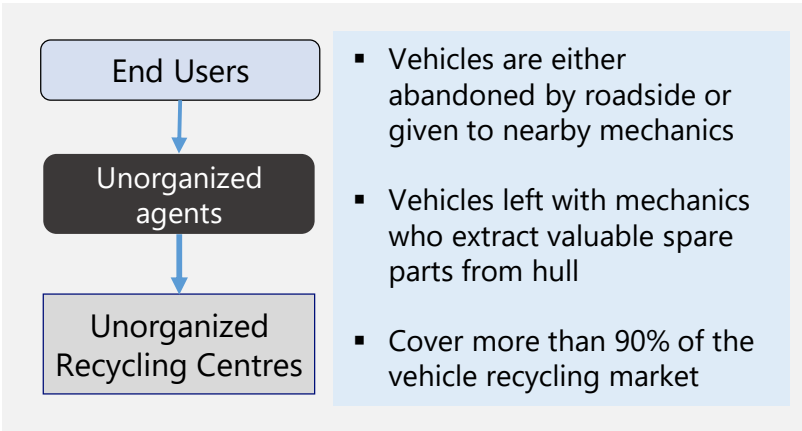 End Users
Unorganized
agents
Unorganized
Recycling Centres
▪ Vehicles are either
abandoned by roadside or
given to nearby mechanics
▪ Vehicles left with mechanics
who extract valuable spare
parts from hull
▪ Cover more than 90% of the
vehicle recycling market